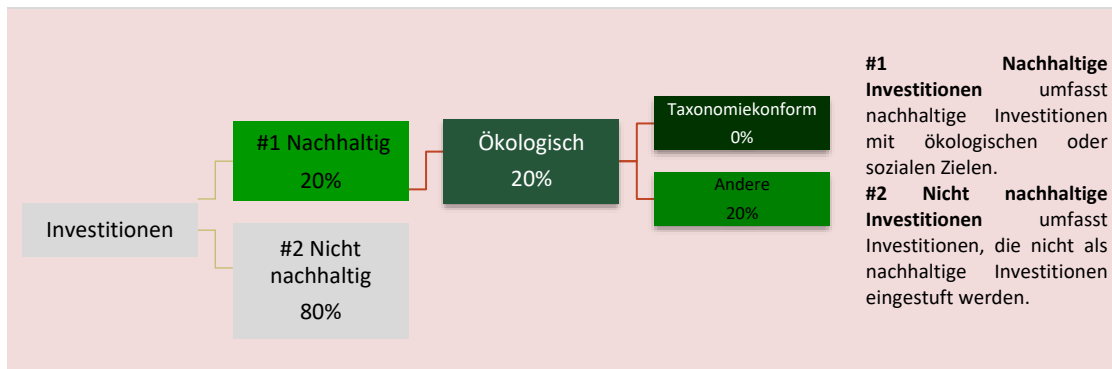 Investitionen
#1 Nachhaltig
20%
#2 Nicht
nachhaltig
80%
Ökologisch
20%
Taxonomiekonform
0%
Andere
20%
#1 Nachhaltige
Investitionen umfasst
nachhaltige Investitionen
mit ökologischen oder
sozialen Zielen.
#2 Nicht nachhaltige
Investitionen umfasst
Investitionen, die nicht als
nachhaltige Investitionen
eingestuft werden.